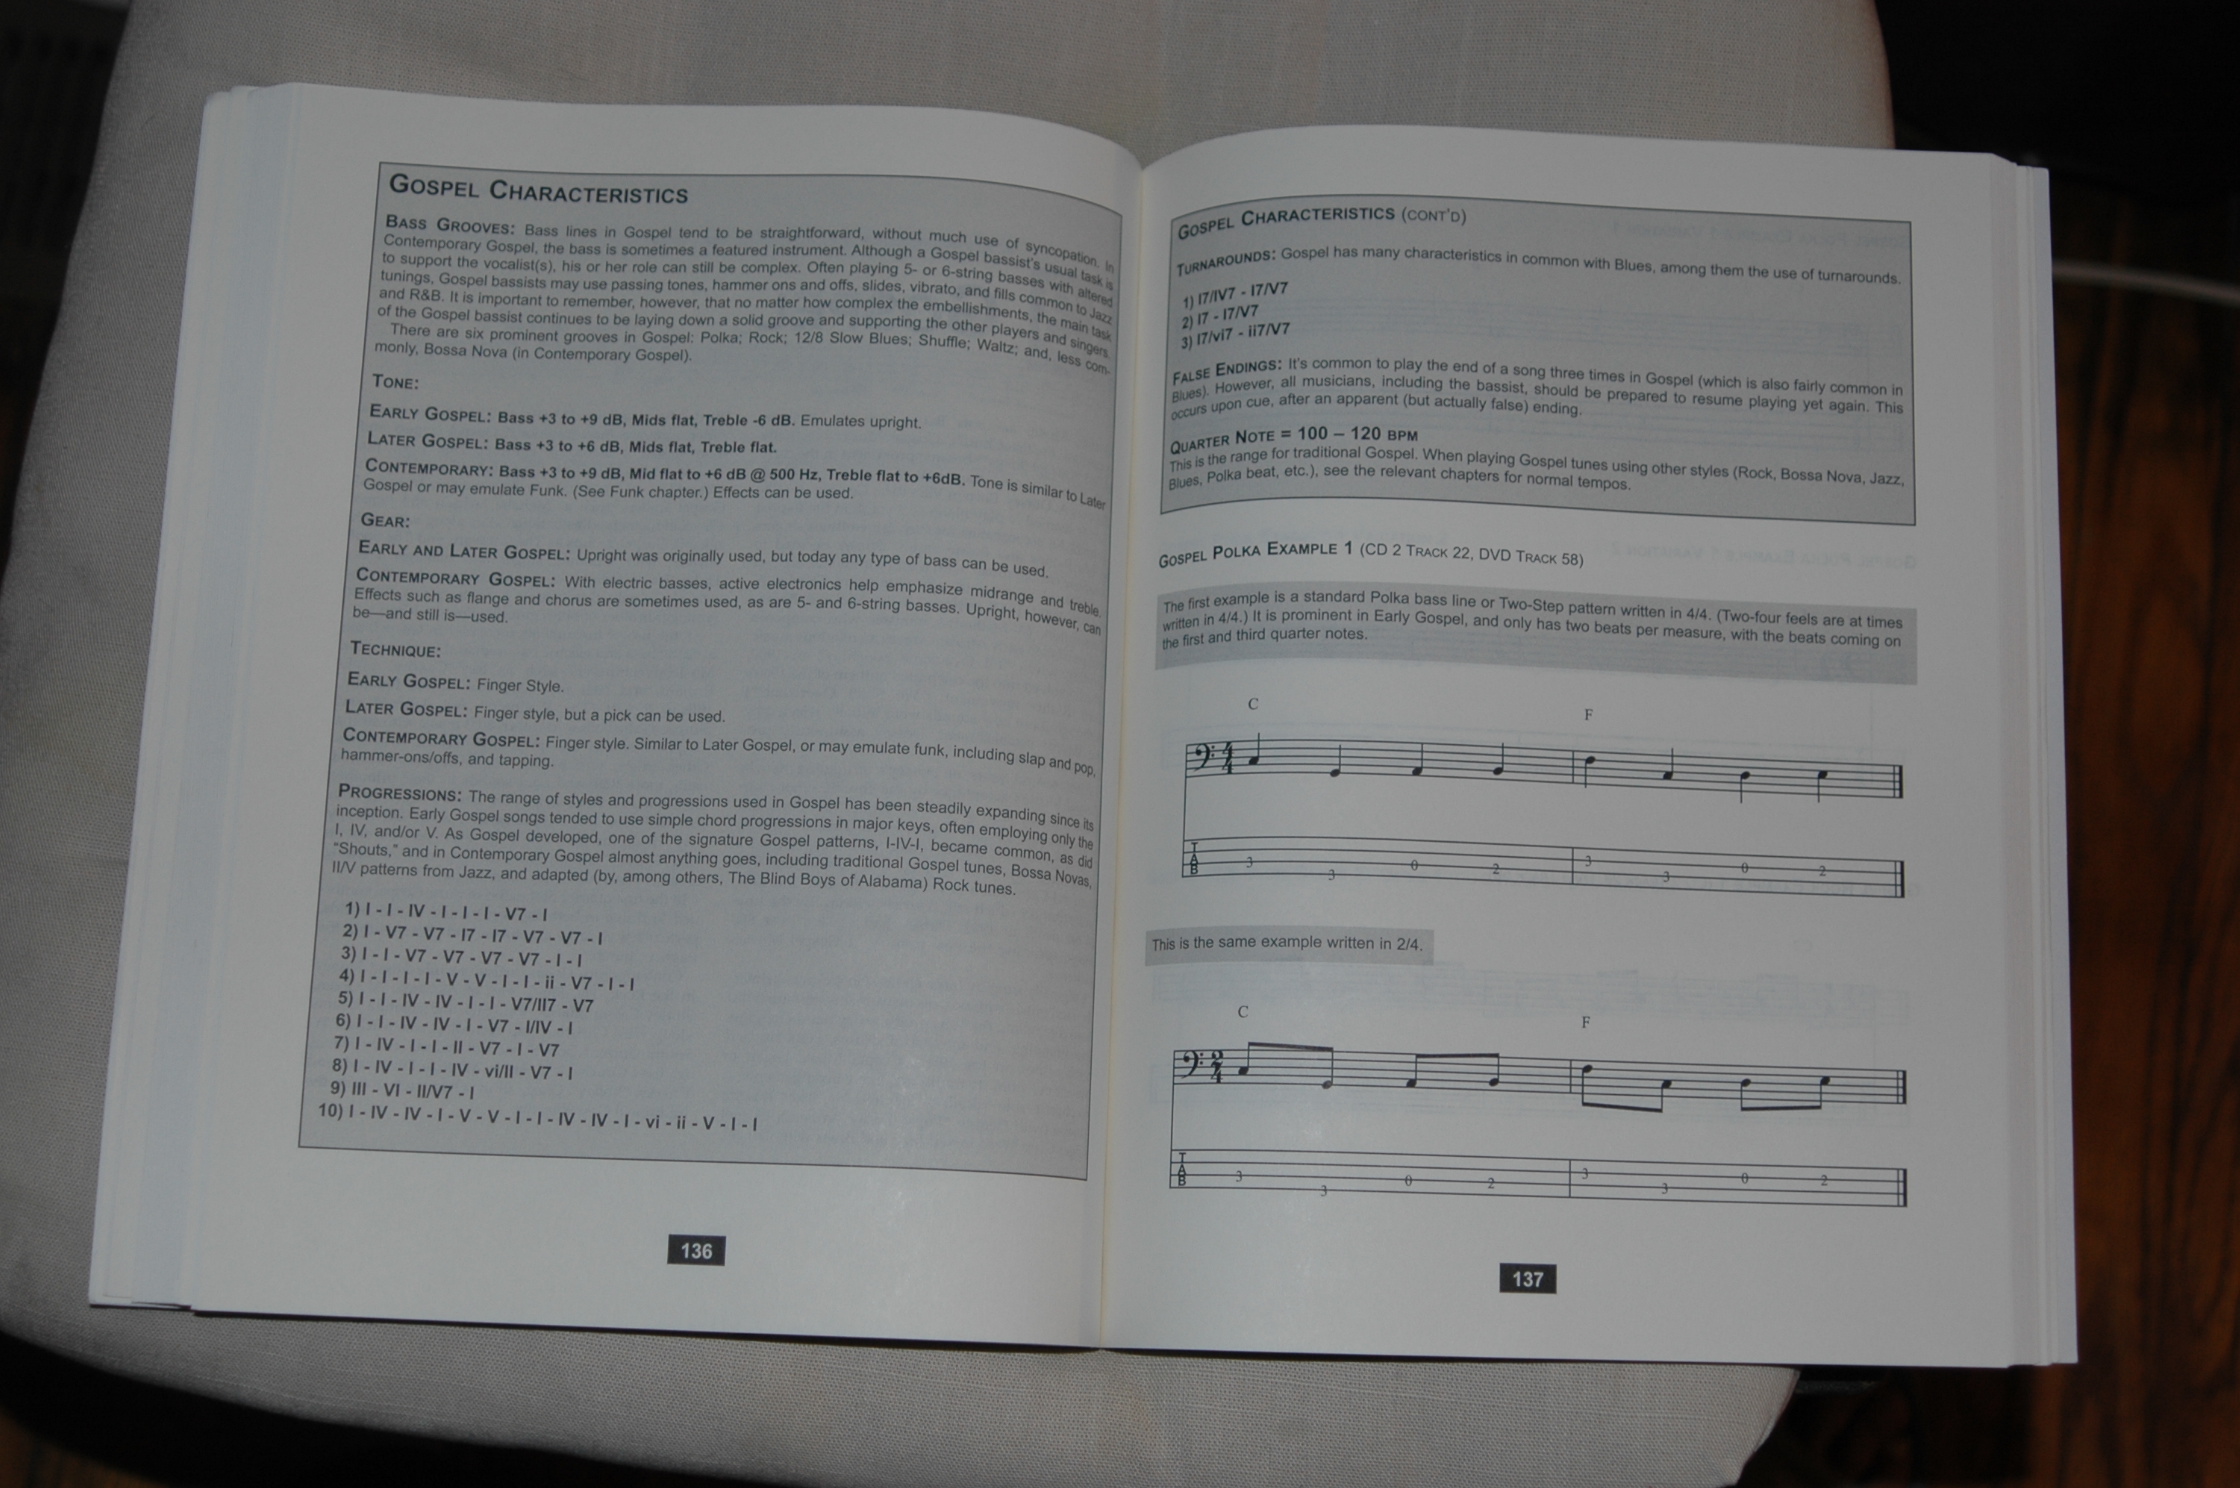 GOSPEL CHARACTERISTICS
BASS GROOVES: Bass lines in Gospel tend to be straightforward, without much use of syncopation. In
Contemporary Gospel, the bass is sometimes a featured instrument. Although a Gospel bassist's usual task is
to support the vocalist(s), his or her role can still be complex. Often playing 5- or 6-string basses with altered
tunings, Gospel bassists may use passing tones, hammer ons and offs, slides, vibrato, and fills common to Jazz
and R&B. It is important to remember, however, that no matter how complex the embellishments, the main task
of the Gospel bassist continues to be laying down a solid groove and supporting the other players and singers.
There are six prominent grooves in Gospel: Polka; Rock; 12/8 Slow Blues; Shuffle; Waltz; and, less com-
monly, Bossa Nova (in Contemporary Gospel).
TONE:
EARLY GOSPEL: Bass +3 to +9 dB, Mids flat, Treble -6 dB. Emulates upright.
LATER GOSPEL: Bass +3 to +6 dB, Mids flat, Treble flat.
CONTEMPORARY: Bass +3 to +9 dB, Mid flat to +6 dB @ 500 Hz, Treble flat to +6dB. Tone is similar to Later
Gospel or may emulate Funk. (See Funk chapter.) Effects can be used.
GEAR:
EARLY AND LATER GOSPEL: Upright was originally used, but today any type of bass can be used.
CONTEMPORARY GOSPEL: With electric basses, active electronics help emphasize midrange and treble.
Effects such as flange and chorus are sometimes used, as are 5- and 6-string basses. Upright, however, can
be—and still is—used.
TECHNIQUE:
EARLY GOSPEL: Finger Style.
LATER GOSPEL: Finger style, but a pick can be used.
CONTEMPORARY GOSPEL: Finger style. Similar to Later Gospel, or may emulate funk, including slap and pop,
hammer-ons/offs, and tapping.
PROGRESSIONS: The range of styles and progressions used in Gospel has been steadily expanding since its
inception. Early Gospel songs tended to use simple chord progressions in major keys, often employing only the
I, IV, and/or V. As Gospel developed, one of the signature Gospel patterns, I-IV-I, became common, as did
"Shouts," and in Contemporary Gospel almost anything goes, including traditional Gospel tunes, Bossa Novas,
II/V patterns from Jazz, and adapted (by, among others, The Blind Boys of Alabama) Rock tunes.
1) I - I - IV - I - I - I - V7 - I
2) I - V7 - V7 - I7 - I7 - V7 - V7 - I
3) I - I - V7 - V7 - V7 - V7 - I - I
4) I - I - I - I - V - V - I - I - ii - V7 - I - I
5) I - I - IV - IV - I - I - V7/II7 - V7
6) I - I - IV - IV - I - V7 - I/IV - I
7) I - IV - I - I - II - V7 - I - V7
8) I - IV - I - I - IV - vi/II - V7 - I
9) III - VI - II/V7 - I
10) I - IV - IV - I - V - V - I - I - IV - IV - I - vi - ii - V - I - I
136
GOSPEL CHARACTERISTICS (CONT'D)
TURNAROUNDS: Gospel has many characteristics in common with Blues, among them the use of turnarounds.
1) I7/IV7 - I7/V7
2) I7 - I7/V7
3) I7/vi7 - ii7/V7
FALSE ENDINGS: It's common to play the end of a song three times in Gospel (which is also fairly common in
Blues). However, all musicians, including the bassist, should be prepared to resume playing yet again. This
occurs upon cue, after an apparent (but actually false) ending.
QUARTER NOTE = 100 – 120 BPM
This is the range for traditional Gospel. When playing Gospel tunes using other styles (Rock, Bossa Nova, Jazz,
Blues, Polka beat, etc.), see the relevant chapters for normal tempos.
GOSPEL POLKA EXAMPLE 1 (CD 2 TRACK 22, DVD TRACK 58)
The first example is a standard Polka bass line or Two-Step pattern written in 4/4. (Two-four feels are at times
written in 4/4.) It is prominent in Early Gospel, and only has two beats per measure, with the beats coming on
the first and third quarter notes.
C F
4
4
TAB 3 3 0 2 3 3 0 2
This is the same example written in 2/4.
C F
2
4
TAB 3 3 0 2 3 3 0 2
137